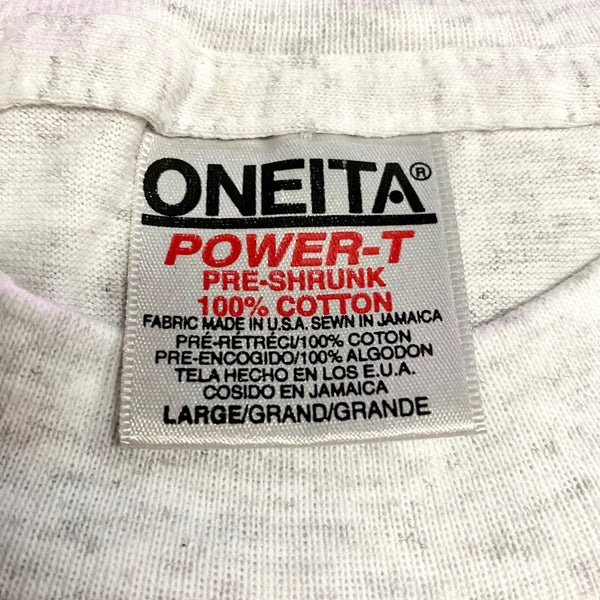 ONEITA®
POWER-T
PRE-SHRUNK
100% COTTON
FABRIC MADE IN U.S.A. SEWN IN JAMAICA
PRÉ-RÉTRÉCI/100% COTON
PRE-ENCOGIDO/100% ALGODON
TELA HECHO EN LOS E.U.A.
COSIDO EN JAMAICA
LARGE/GRAND/GRANDE